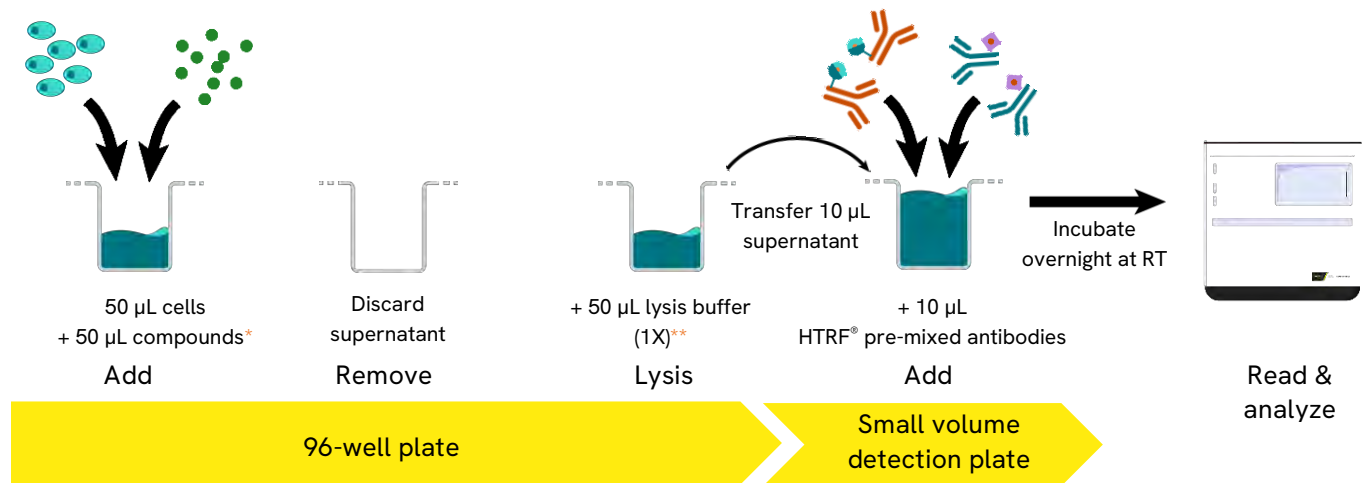 50 µL cells
+ 50 µL compounds*
Add
Discard
supernatant
Remove
+ 50 µL lysis buffer
(1X)**
Lysis
Transfer 10 µL
supernatant
+ 10 µL
HTRF® pre-mixed antibodies
Add
Incubate
overnight at RT
Read &
analyze
96-well plate
Small volume
detection plate